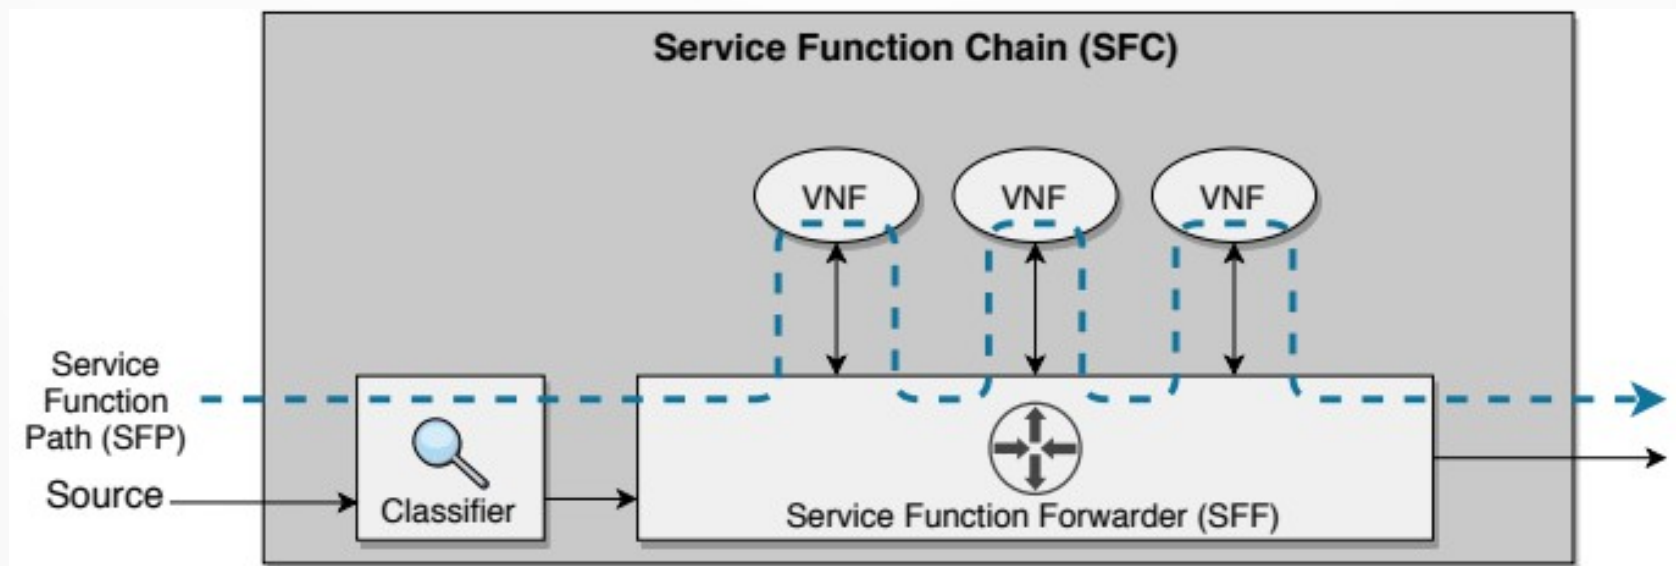 Service Function Chain (SFC)
VNF
VNF
VNF
Service
Function
Path (SFP)
Source
Classifier
Service Function Forwarder (SFF)